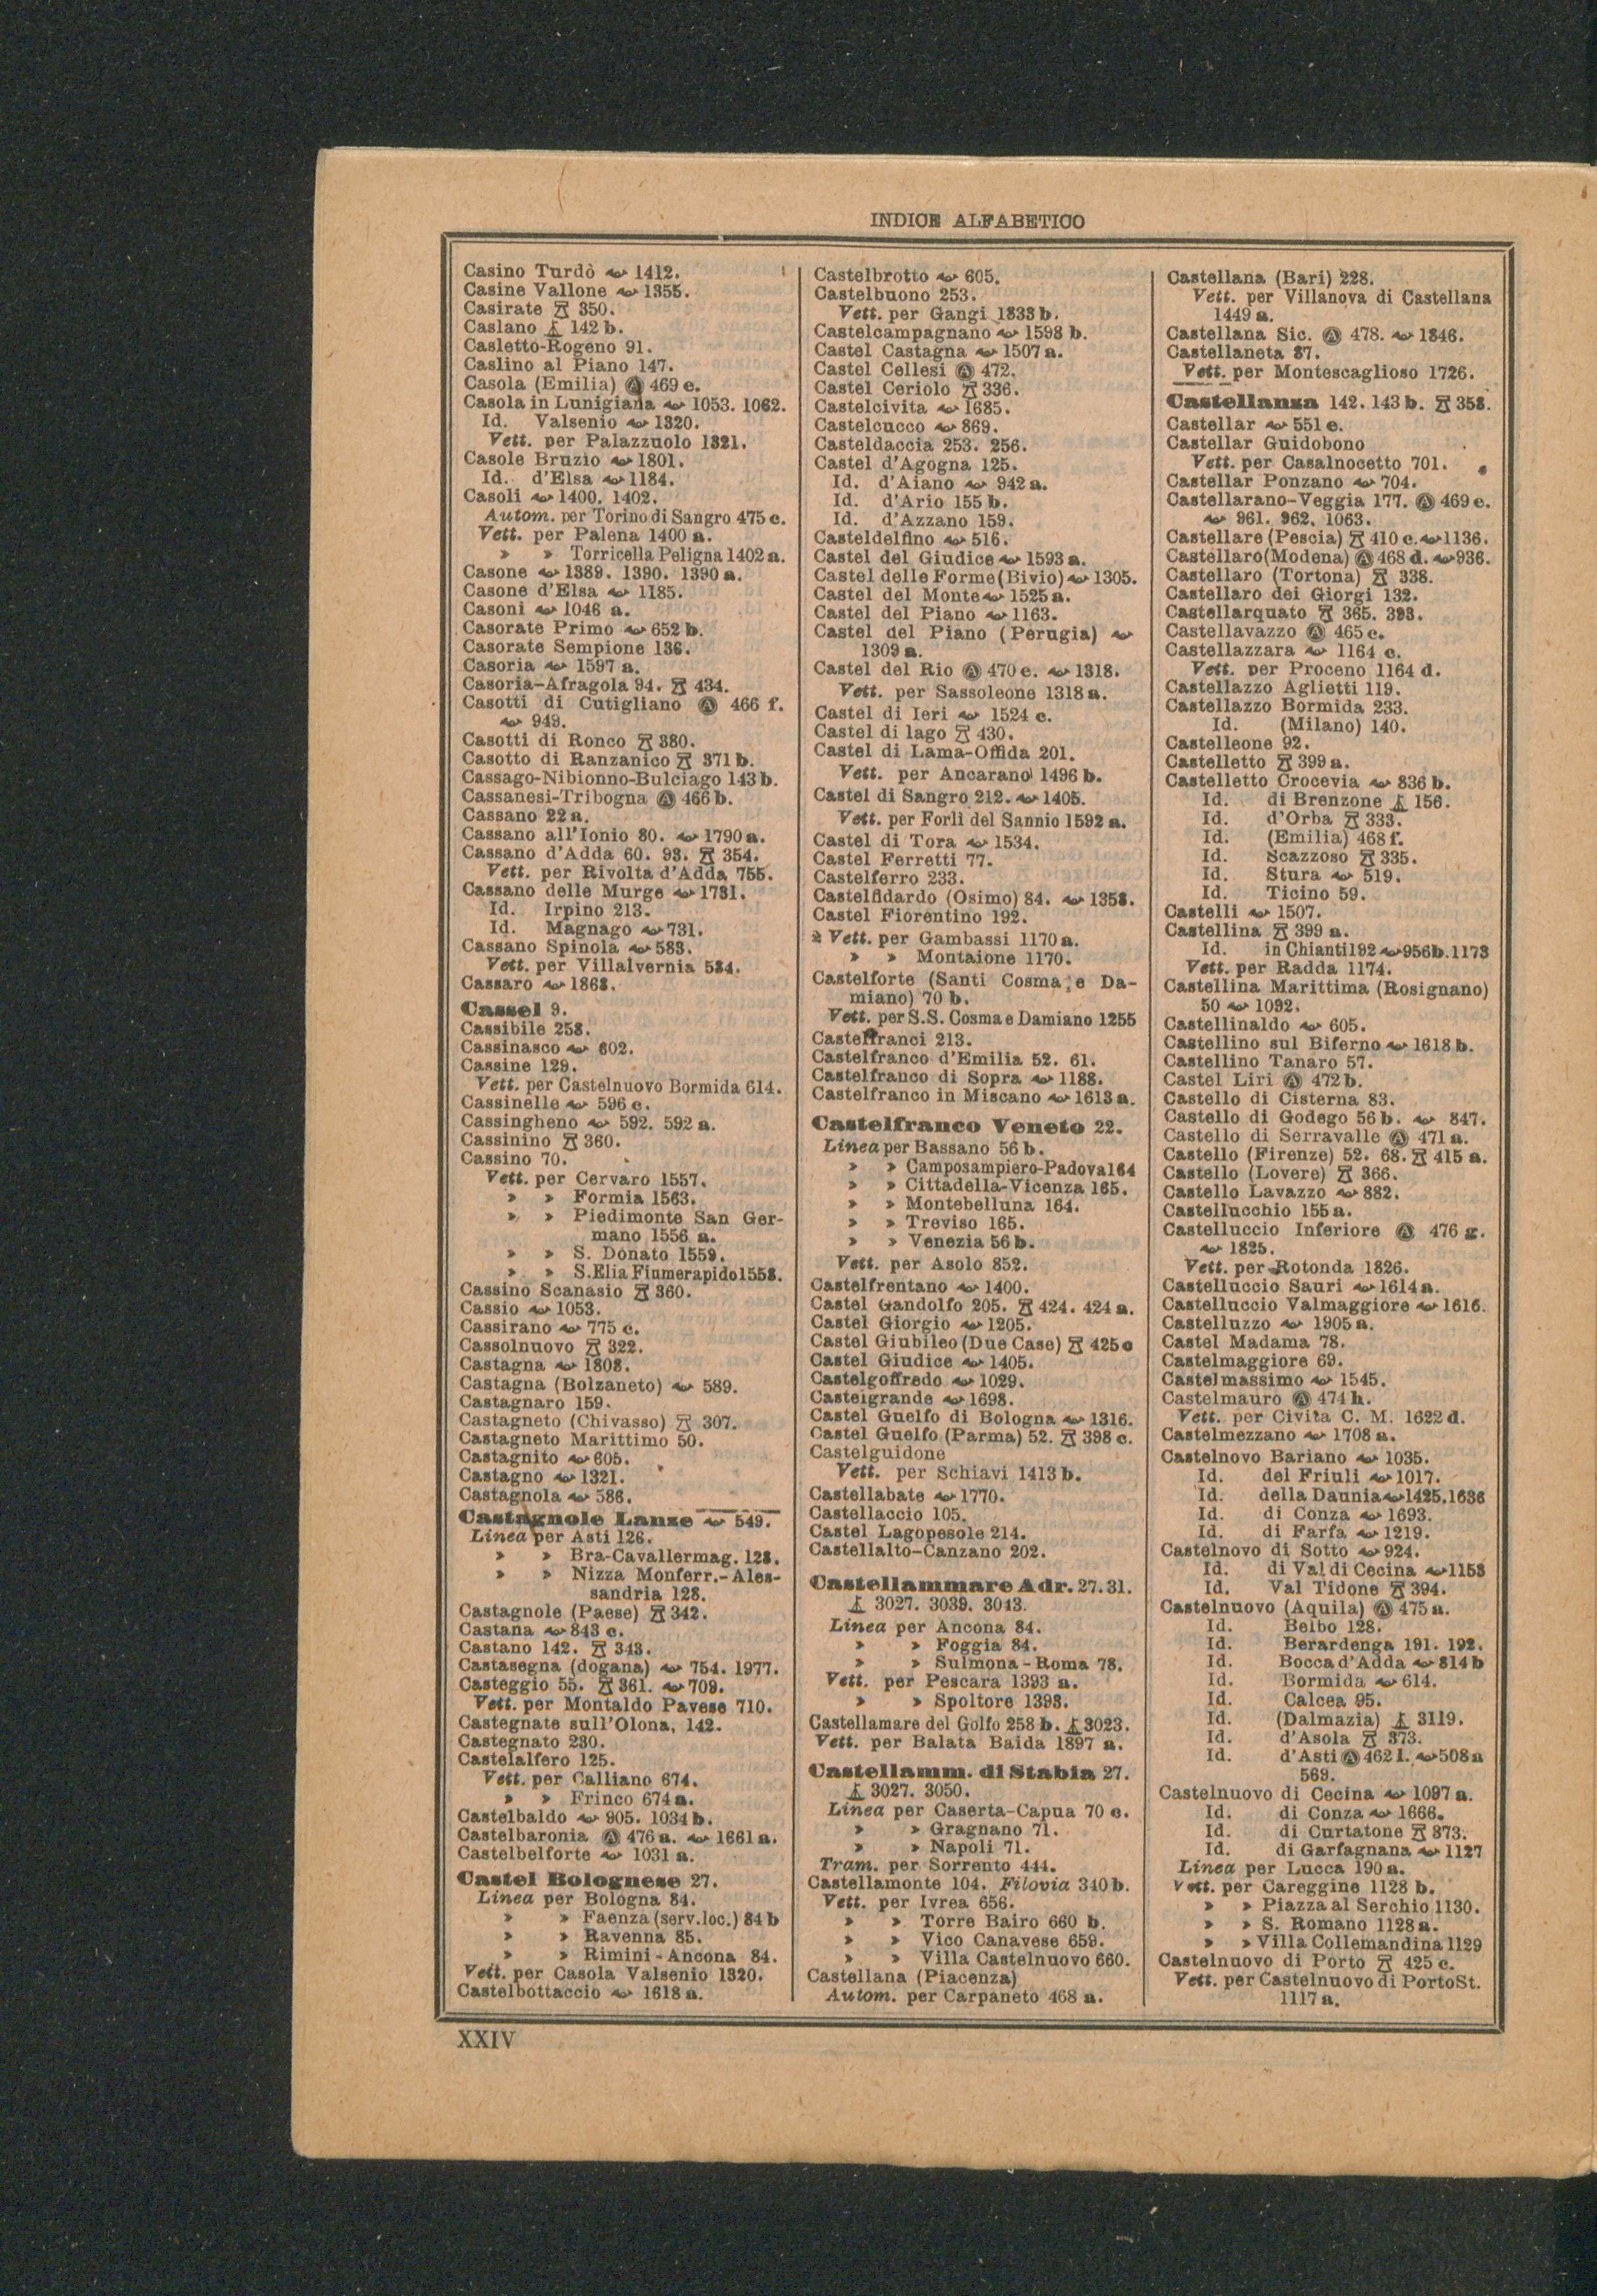 INDICE ALFABETICO
Casino Turdò 1412.
Casine Vallone 1355.
Casirate 350.
Caslano 142 b.
Casletto-Rogeno 91.
Caslino al Piano 147.
Casola (Emilia) Ⓐ 469 e.
Casola in Lunigiana 1053. 1062.
Id. Valsenio 1320.
Vett. per Palazzuolo 1321.
Casole Bruzio 1801.
Id. d'Elsa 1184.
Casoli 1400. 1402.
Autom. per Torino di Sangro 475 c.
Vett. per Palena 1400 a.
» » Torricella Peligna 1402 a.
Casone 1389. 1390. 1390 a.
Casone d'Elsa 1185.
Casoni 1046 a.
Casorate Primo 652 b.
Casorate Sempione 136.
Casoria 1597 a.
Casoria-Afragola 94. 434.
Casotti di Cutigliano Ⓐ 466 f.
949.
Casotti di Ronco 380.
Casotto di Ranzanico 371 b.
Cassago-Nibionno-Bulciago 143 b.
Cassanesi-Tribogna Ⓐ 466 b.
Cassano 22 a.
Cassano all'Ionio 80. 1790 a.
Cassano d'Adda 60. 93. 354.
Vett. per Rivolta d'Adda 755.
Cassano delle Murge 1731.
Id. Irpino 213.
Id. Magnago 731.
Cassano Spinola 583.
Vett. per Villalvernia 584.
Cassaro 1868.
Cassel 9.
Cassibile 258.
Cassinasco 602.
Cassine 129.
Vett. per Castelnuovo Bormida 614.
Cassinelle 596 c.
Cassingheno 592. 592 a.
Cassinino 360.
Cassino 70.
Vett. per Cervaro 1557.
» » Formia 1563.
» » Piedimonte San Ger-
mano 1556 a.
» » S. Donato 1559.
» » S. Elia Fiumerapido 1558.
Cassino Scanasio 360.
Cassio 1053.
Cassirano 775 c.
Cassolnuovo 322.
Castagna 1808.
Castagna (Bolzaneto) 589.
Castagnaro 159.
Castagneto (Chivasso) 307.
Castagneto Marittimo 50.
Castagnito 605.
Castagno 1321.
Castagnola 586.
Castagnole Lanze 549.
Linea per Asti 126.
» » Bra-Cavallermag. 128.
» » Nizza Monferr.-Ales-
sandria 128.
Castagnole (Paese) 342.
Castana 843 c.
Castano 142. 343.
Castasegna (dogana) 754. 1977.
Casteggio 55. 361. 709.
Vett. per Montaldo Pavese 710.
Castegnate sull'Olona, 142.
Castegnato 230.
Castelalfero 125.
Vett. per Calliano 674.
» » Frinco 674 a.
Castelbaldo 905. 1034 b.
Castelbaronia Ⓐ 476 a. 1661 a.
Castelbelforte 1031 a.
Castel Bolognese 27.
Linea per Bologna 84.
» » Faenza (serv. loc.) 84 b
» » Ravenna 85.
» » Rimini - Ancona 84.
Vett. per Casola Valsenio 1320.
Castelbottaccio 1618 a.
Castelbrotto 605.
Castelbuono 253.
Vett. per Gangi 1833 b.
Castelcampagnano 1598 b.
Castel Castagna 1507 a.
Castel Cellesi Ⓐ 472.
Castel Ceriolo 336.
Castelcivita 1685.
Castelcucco 869.
Casteldaccia 253. 256.
Castel d'Agogna 125.
Id. d'Aiano 942 a.
Id. d'Ario 155 b.
Id. d'Azzano 159.
Casteldelfino 516.
Castel del Giudice 1593 a.
Castel delle Forme (Bivio) 1305.
Castel del Monte 1525 a.
Castel del Piano 1163.
Castel del Piano (Perugia)
1309 a.
Castel del Rio Ⓐ 470 e. 1318.
Vett. per Sassoleone 1318 a.
Castel di Ieri 1524 c.
Castel di lago 430.
Castel di Lama-Offida 201.
Vett. per Ancarano 1496 b.
Castel di Sangro 212. 1405.
Vett. per Forlì del Sannio 1592 a.
Castel di Tora 1534.
Castel Ferretti 77.
Castelferro 233.
Castelfidardo (Osimo) 84. 1358.
Castel Fiorentino 192.
Vett. per Gambassi 1170 a.
» » Montaione 1170.
Castelforte (Santi Cosma e Da-
miano) 70 b.
Vett. per S.S. Cosma e Damiano 1255
Castelfranci 213.
Castelfranco d'Emilia 52. 61.
Castelfranco di Sopra 1188.
Castelfranco in Miscano 1613 a.
Castelfranco Veneto 22.
Linea per Bassano 56 b.
» » Camposampiero-Padova 164
» » Cittadella-Vicenza 165.
» » Montebelluna 164.
» » Treviso 165.
» » Venezia 56 b.
Vett. per Asolo 852.
Castelfrentano 1400.
Castel Gandolfo 205. 424. 424 a.
Castel Giorgio 1205.
Castel Giubileo (Due Case) 425 c
Castel Giudice 1405.
Castelgoffredo 1029.
Casteigrande 1698.
Castel Guelfo di Bologna 1316.
Castel Guelfo (Parma) 52. 398 c.
Castelguidone
Vett. per Schiavi 1413 b.
Castellabate 1770.
Castellaccio 105.
Castel Lagopesole 214.
Castellalto-Canzano 202.
Castellammare Adr. 27. 31.
3027. 3039. 3043.
Linea per Ancona 84.
» » Foggia 84.
» » Sulmona - Roma 78.
Vett. per Pescara 1393 a.
» » Spoltore 1393.
Castellamare del Golfo 258 b. 3023.
Vett. per Balata Baida 1897 a.
Castellamm. di Stabia 27.
3027. 3050.
Linea per Caserta-Capua 70 c.
» » Gragnano 71.
» » Napoli 71.
Tram. per Sorrento 444.
Castellamonte 104. Filovia 340 b.
Vett. per Ivrea 656.
» » Torre Bairo 660 b.
» » Vico Canavese 659.
» » Villa Castelnuovo 660.
Castellana (Piacenza)
Autom. per Carpaneto 468 a.
Castellana (Bari) 228.
Vett. per Villanova di Castellana
1449 a.
Castellana Sic. Ⓐ 478. 1846.
Castellaneta 87.
Vett. per Montescaglioso 1726.
Castellanza 142. 143 b. 353.
Castellar 551 e.
Castellar Guidobono
Vett. per Casalnocetto 701.
Castellar Ponzano 704.
Castellarano-Veggia 177. Ⓐ 469 e.
961. 962. 1063.
Castellare (Pescia) 410 c. 1136.
Castellaro (Modena) Ⓐ 468 d. 936.
Castellaro (Tortona) 338.
Castellaro dei Giorgi 132.
Castellarquato 365. 393.
Castellavazzo Ⓐ 465 c.
Castellazzara 1164 c.
Vett. per Proceno 1164 d.
Castellazzo Aglietti 119.
Castellazzo Bormida 233.
Id. (Milano) 140.
Castelleone 92.
Castelletto 399 a.
Castelletto Crocevia 836 b.
Id. di Brenzone 156.
Id. d'Orba 333.
Id. (Emilia) 468 f.
Id. Scazzoso 335.
Id. Stura 519.
Id. Ticino 59.
Castelli 1507.
Castellina 399 a.
Id. in Chianti 192 956 b. 1173
Vett. per Radda 1174.
Castellina Marittima (Rosignano)
50 1092.
Castellinaldo 605.
Castellino sul Biferno 1618 b.
Castellino Tanaro 57.
Castel Liri Ⓐ 472 b.
Castello di Cisterna 83.
Castello di Godego 56 b. 847.
Castello di Serravalle Ⓐ 471 a.
Castello (Firenze) 52. 68. 415 a.
Castello (Lovere) 366.
Castello Lavazzo 882.
Castellucchio 155 a.
Castelluccio Inferiore Ⓐ 476 g.
1825.
Vett. per Rotonda 1826.
Castelluccio Sauri 1614 a.
Castelluccio Valmaggiore 1616.
Castelluzzo 1905 a.
Castel Madama 78.
Castelmaggiore 69.
Castelmassimo 1545.
Castelmauro Ⓐ 474 h.
Vett. per Civita C. M. 1622 d.
Castelmezzano 1708 a.
Castelnovo Bariano 1035.
Id. del Friuli 1017.
Id. della Daunia 1425. 1636
Id. di Conza 1693.
Id. di Farfa 1219.
Castelnovo di Sotto 924.
Id. di Val di Cecina 1153
Id. Val Tidone 394.
Castelnuovo (Aquila) Ⓐ 475 a.
Id. Belbo 128.
Id. Berardenga 191. 192.
Id. Bocca d'Adda 814 b
Id. Bormida 614.
Id. Calcea 95.
Id. (Dalmazia) 3119.
Id. d'Asola 373.
Id. d'Asti Ⓐ 462 l. 508 a
569.
Castelnuovo di Cecina 1097 a.
Id. di Conza 1666.
Id. di Curtatone 373.
Id. di Garfagnana 1127
Linea per Lucca 190 a.
Vett. per Careggine 1128 b.
» » Piazza al Serchio 1130.
» » S. Romano 1128 a.
» » Villa Collemandina 1129
Castelnuovo di Porto 425 c.
Vett. per Castelnuovo di Porto St.
1117 a.
XXIV